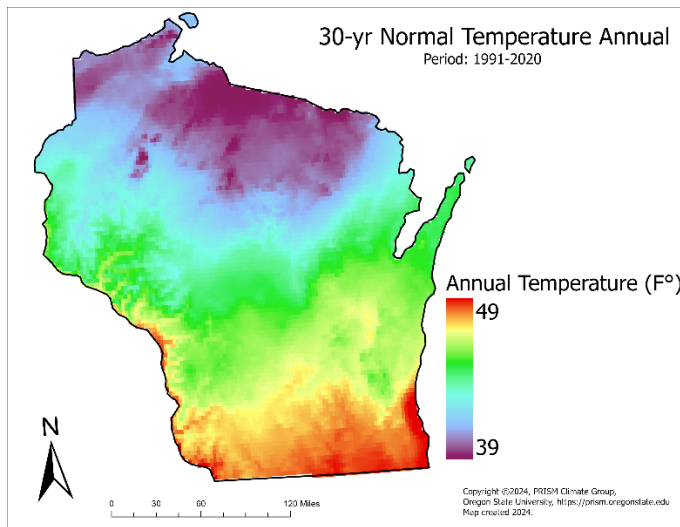 30-yr Normal Temperature Annual
Period: 1991-2020
Annual Temperature (F°)
49
39
N
0 30 60 120 Miles
Copyright ©2024, PRISM Climate Group,
Oregon State University, https://prism.oregonstate.edu
Map created 2024.